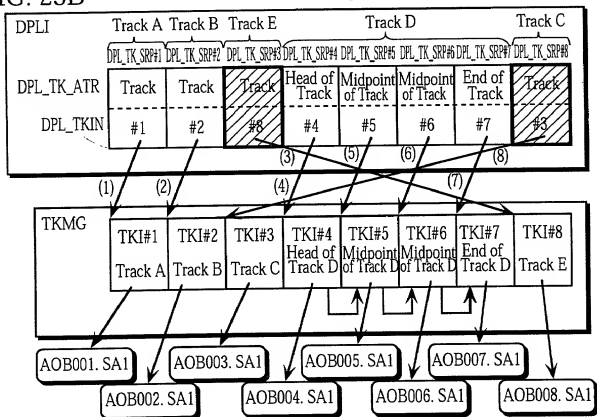 DPLI
Track A Track B Track E Track D Track C
DPL_TK_SRP#1 DPL_TK_SRP#2 DPL_TK_SRP#3 DPL_TK_SRP#4 DPL_TK_SRP#5 DPL_TK_SRP#6 DPL_TK_SRP#7 DPL_TK_SRP#8
DPL_TK_ATR Track Track Track Head of Track Midpoint of Track Midpoint of Track End of Track Track
DPL_TKIN #1 #2 #8 #4 #5 #6 #7 #3
(3) (5) (6) (8)
(1) (2) (4) (7)
TKMG
TKI#1 TKI#2 TKI#3 TKI#4 TKI#5 TKI#6 TKI#7 TKI#8
Track A Track B Track C Head of Track D Midpoint of Track D Midpoint of Track D End of Track D Track E
AOB001. SA1 AOB003. SA1 AOB005. SA1 AOB007. SA1
AOB002. SA1 AOB004. SA1 AOB006. SA1 AOB008. SA1